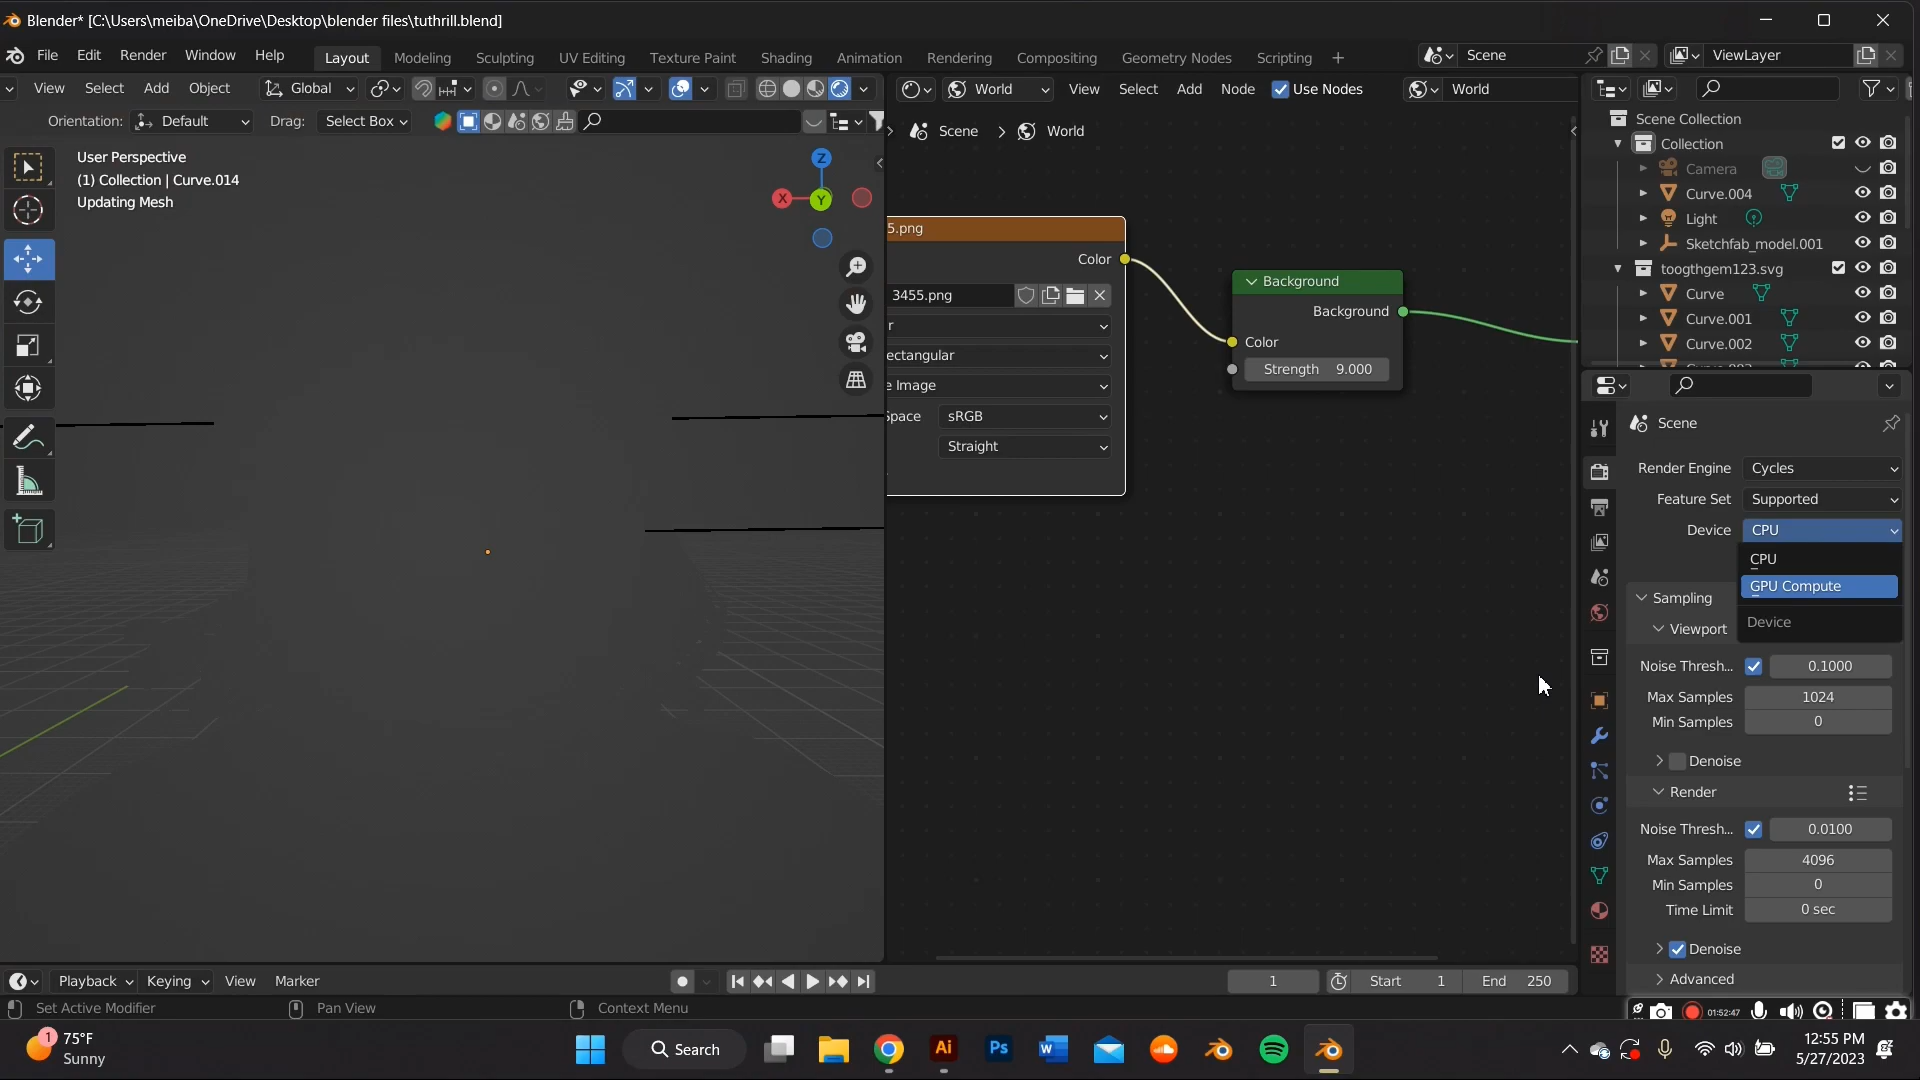 Blender* [C:\Users\meiba\OneDrive\Desktop\blender files\tuthrill.blend]
File Edit Render Window Help
Layout Modeling Sculpting UV Editing Texture Paint Shading Animation Rendering Compositing Geometry Nodes Scripting +
Scene
ViewLayer
View Select Add Object
Global
World
View Select Add Node Use Nodes
World
Orientation: Default Drag: Select Box
Scene > World
User Perspective
(1) Collection | Curve.014
Updating Mesh
Z
X
Y
5.png
Color
3455.png
r
ectangular
e Image
Space sRGB
Straight
Background
Background
Color
Strength 9.000
Scene Collection
Collection
Camera
Curve.004
Light
Sketchfab_model.001
toogthgem123.svg
Curve
Curve.001
Curve.002
Scene
Render Engine Cycles
Feature Set Supported
Device CPU
CPU
GPU Compute
Device
Sampling
Viewport
Noise Thresh... 0.1000
Max Samples 1024
Min Samples 0
Denoise
Render
Noise Thresh... 0.0100
Max Samples 4096
Min Samples 0
Time Limit 0 sec
Denoise
Advanced
Playback Keying View Marker
1
Start 1
End 250
Set Active Modifier
Pan View
Context Menu
01:52:47
1
75°F
Sunny
Search
Ai
Ps
W
12:55 PM
5/27/2023